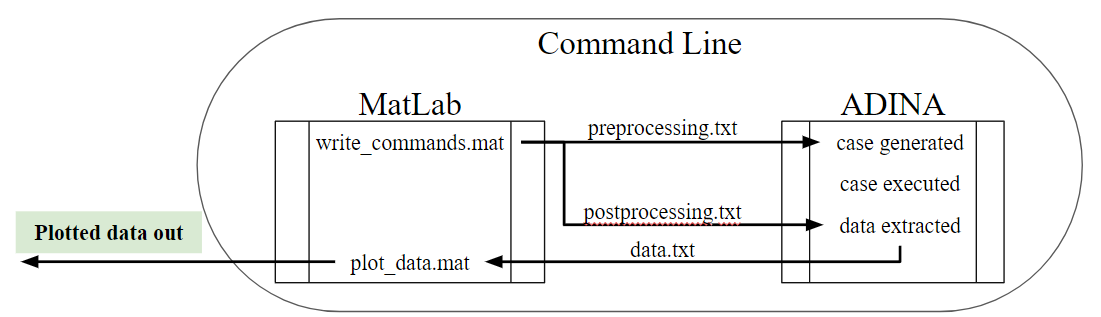 Command Line
MatLab
ADINA
write_commands.mat
preprocessing.txt
case generated
case executed
postprocessing.txt
data extracted
Plotted data out
data.txt
plot_data.mat